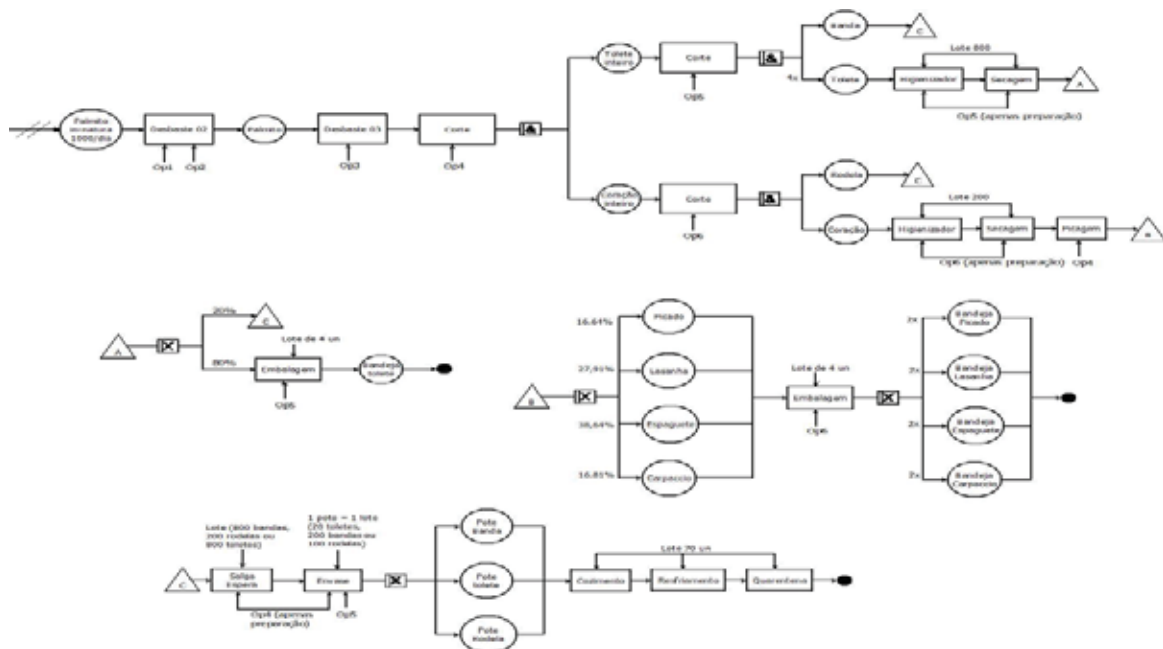 Palmito
in natura
1000/dia
Desbaste 02
Op1
Op2
Palmito
Desbaste 03
Op3
Corte
Op4
&
Tolete
inteiro
Corte
Op5
&
Banda
C
4x
Tolete
Lote 800
Higienizador
Secagem
A
Op5 (apenas preparação)
Coração
inteiro
Corte
Op6
&
Rodela
C
Coração
Lote 200
Higienizador
Secagem
Picagem
Op6 (apenas preparação)
Op4
A
X
20%
C
80%
Lote de 4 un
Embalagem
Bandeja
tolete
B
X
16.64%
Picado
27,91%
Lasanha
38,64%
Espaguete
16.81%
Carpaccio
Lote de 4 un
Embalagem
Op6
X
2x
Bandeja
Picado
2x
Bandeja
Lasanha
2x
Bandeja
Espaguete
2x
Bandeja
Carpaccio
Lote (800 bandas,
200 rodelas ou
800 toletes)
1 pote = 1 lote
(20 toletes,
200 bandas ou
100 rodelas)
C
Salga
Espera
Envase
Op4 (apenas
preparação)
Op5
X
Pote
Banda
Pote
tolete
Pote
Rodela
Lote 70 un
Cozimento
Resfriamento
Quarentena